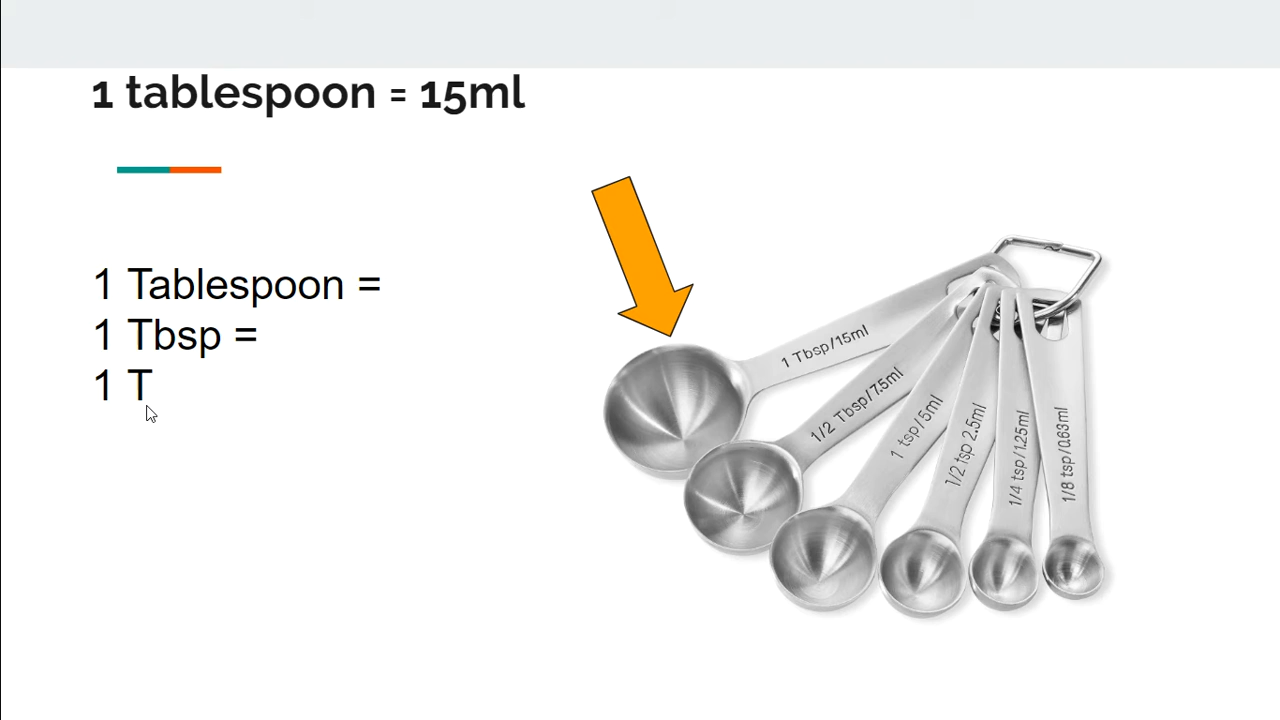 1 tablespoon = 15ml
1 Tablespoon =
1 Tbsp =
1 T
1 Tbsp/15ml
1/2 Tbsp/7.5ml
1 tsp/5ml
1/2 tsp 2.5ml
1/4 tsp/1.25ml
1/8 tsp/0.63ml